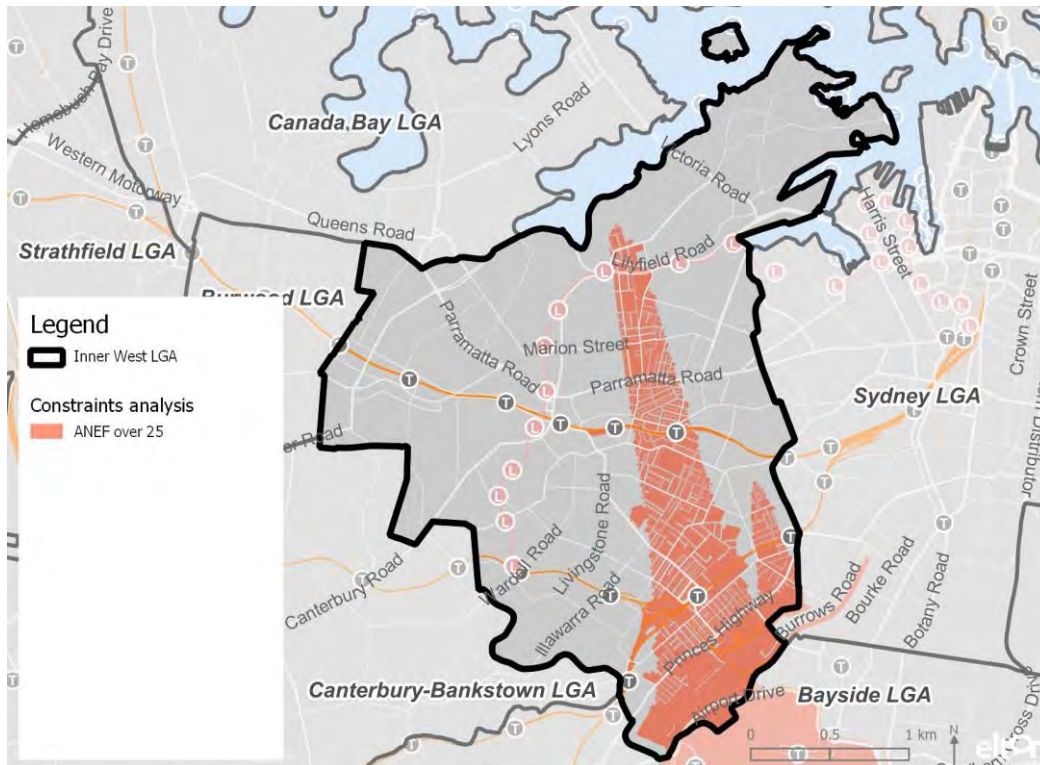 Homebush Bay Drive
Canada Bay LGA
Lyons Road
Western Motorway
Victoria Road
Queens Road
Harris Street
Strathfield LGA
Lilyfield Road
Burwood LGA
Crown Street
Legend
Inner West LGA
Parramatta Road
Marion Street
Parramatta Road
Constraints analysis
ANEF over 25
Sydney LGA
Livingstone Road
Canterbury Road
Wardell Road
Illawarra Road
Princes Highway
Burrows Road
Bourke Road
Botany Road
Canterbury-Bankstown LGA
Airport Drive
Bayside LGA
0 0.5 1 km
N